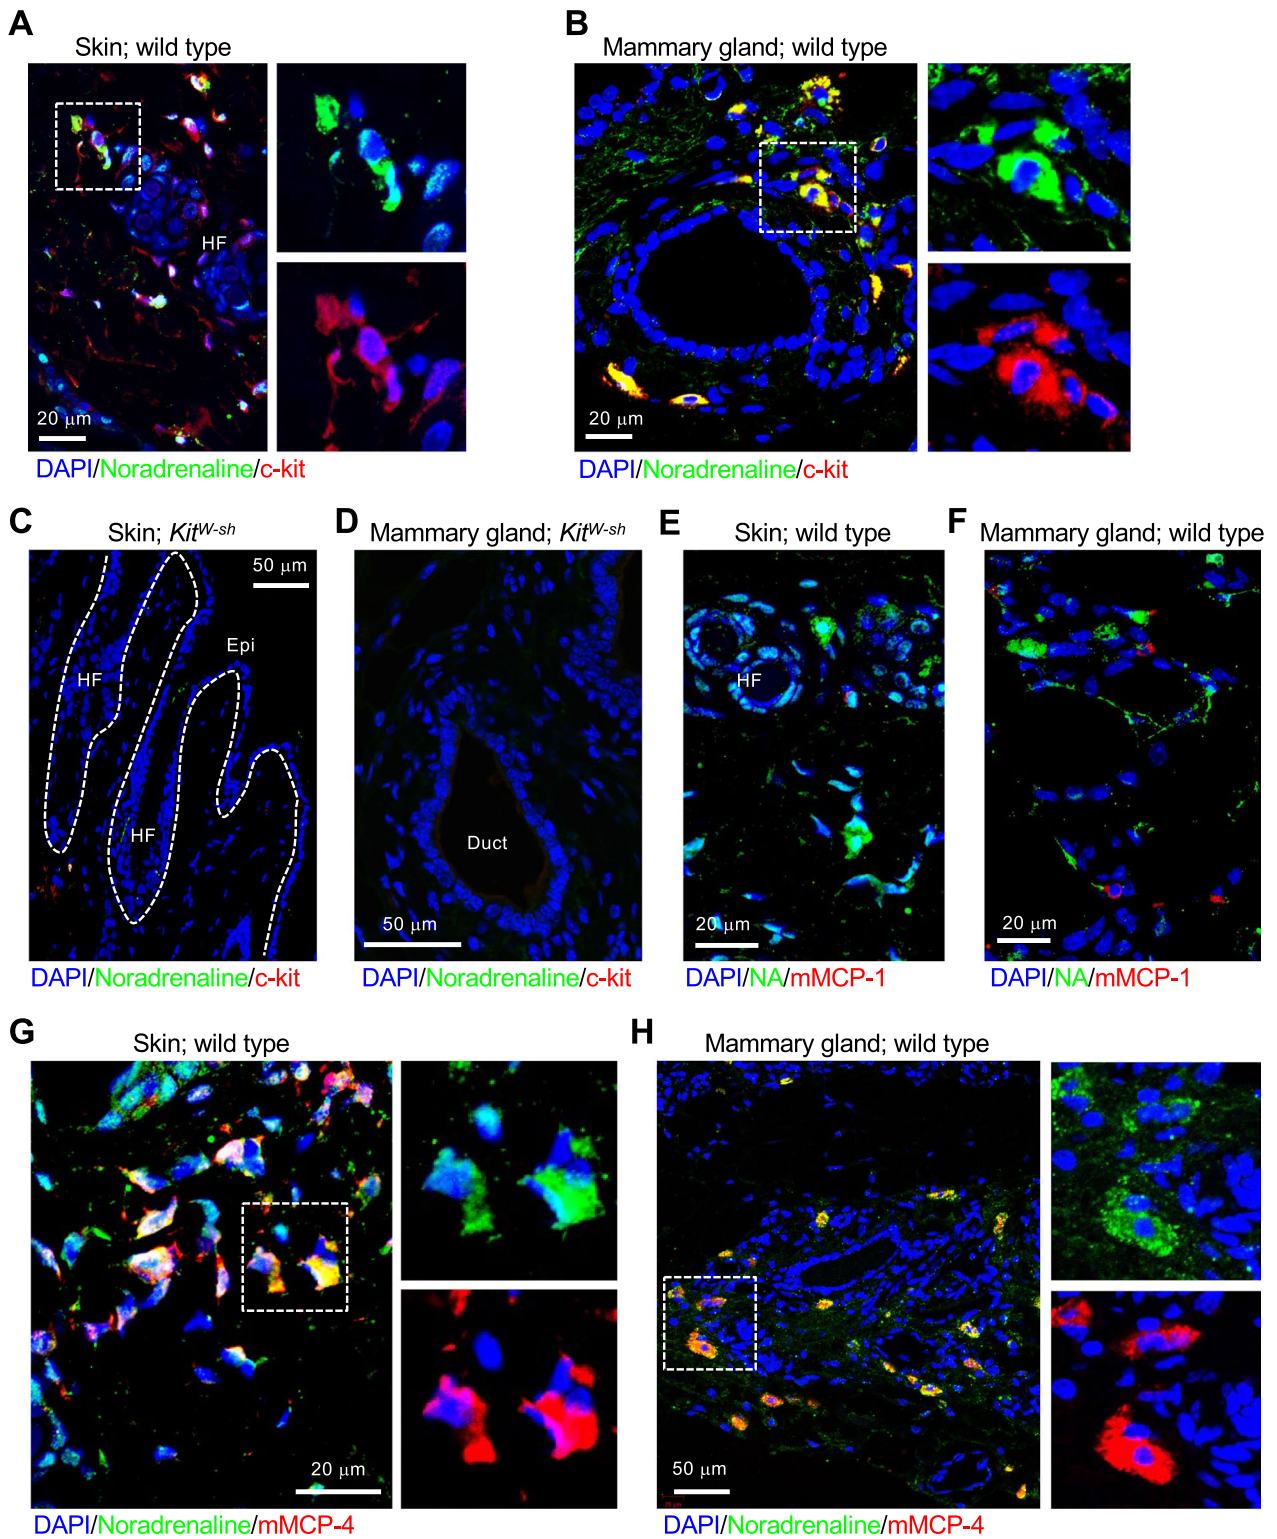 A
Skin; wild type
HF
20 μm
DAPI/Noradrenaline/c-kit
B
Mammary gland; wild type
20 μm
DAPI/Noradrenaline/c-kit
C
Skin; KitW-sh
50 μm
Epi
HF
HF
DAPI/Noradrenaline/c-kit
D
Mammary gland; KitW-sh
Duct
50 μm
DAPI/Noradrenaline/c-kit
E
Skin; wild type
HF
20 μm
DAPI/NA/mMCP-1
F
Mammary gland; wild type
20 μm
DAPI/NA/mMCP-1
G
Skin; wild type
20 μm
DAPI/Noradrenaline/mMCP-4
H
Mammary gland; wild type
50 μm
DAPI/Noradrenaline/mMCP-4